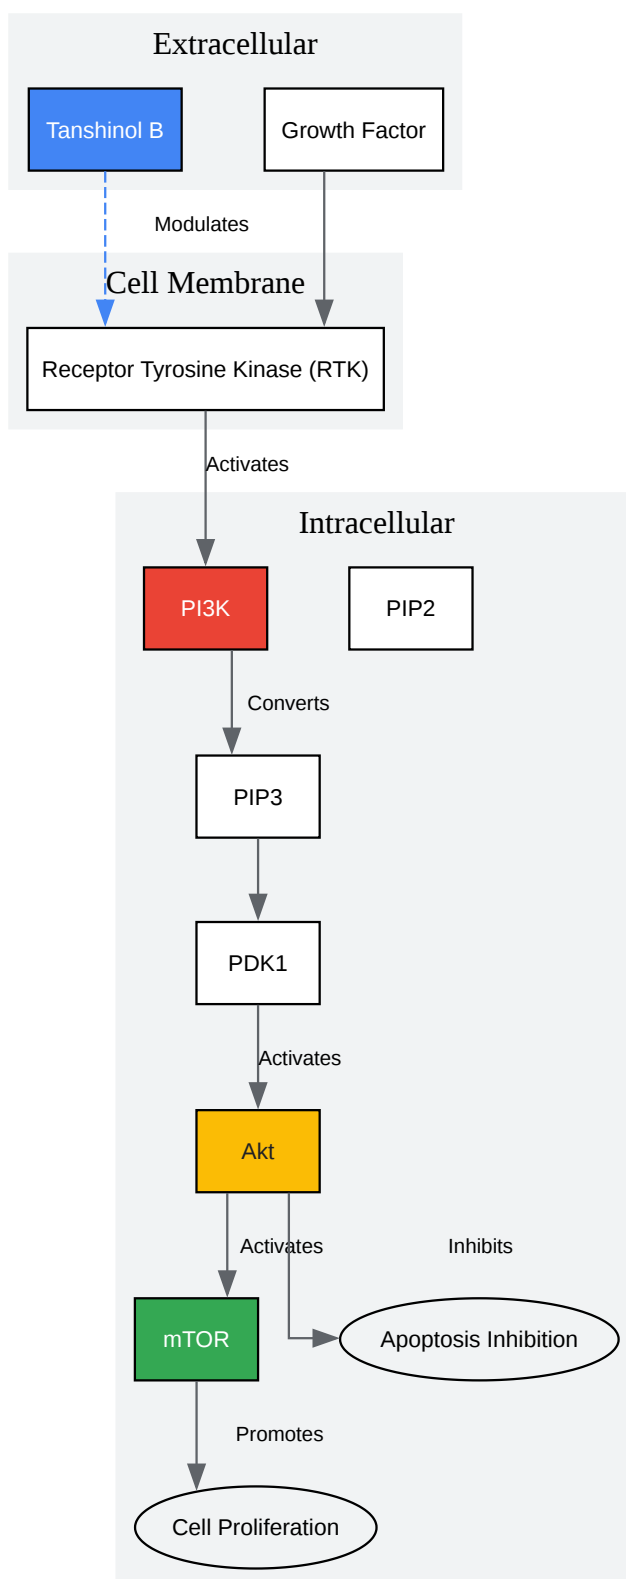 Extracellular
Tanshinol B
Growth Factor
Modulates
Cell Membrane
Receptor Tyrosine Kinase (RTK)
Activates
Intracellular
PI3K
PIP2
Converts
PIP3
PDK1
Activates
Akt
Activates
Inhibits
mTOR
Apoptosis Inhibition
Promotes
Cell Proliferation